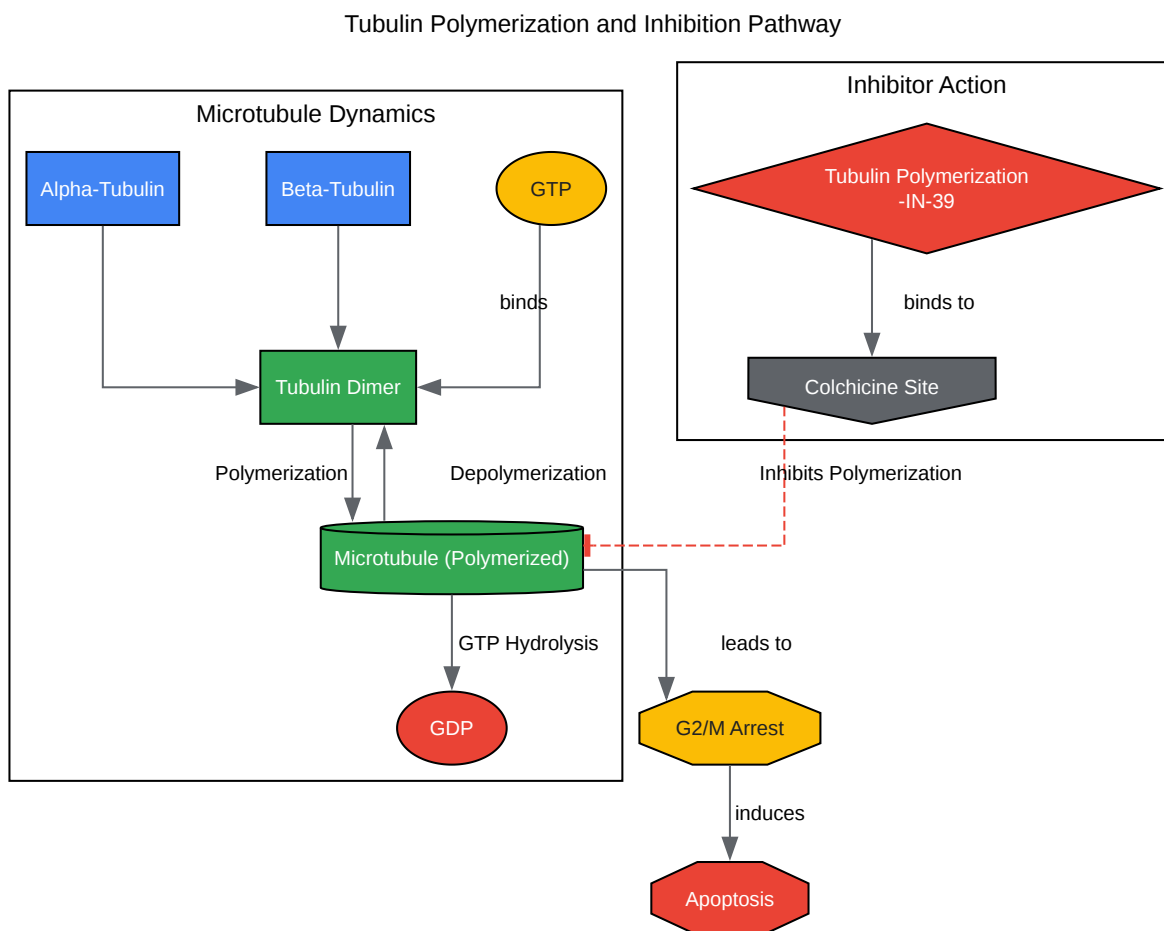 Tubulin Polymerization and Inhibition Pathway
Inhibitor Action
Microtubule Dynamics
Alpha-Tubulin
Beta-Tubulin
GTP
Tubulin Polymerization
-IN-39
binds
binds to
Tubulin Dimer
Colchicine Site
Polymerization
Depolymerization
Inhibits Polymerization
Microtubule (Polymerized)
GTP Hydrolysis
leads to
GDP
G2/M Arrest
induces
Apoptosis